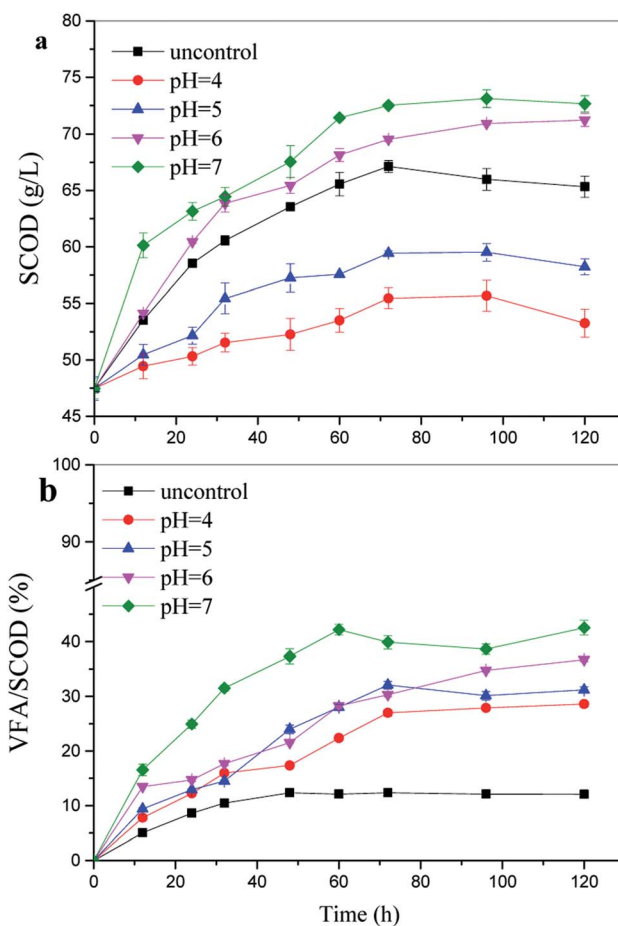 a
uncontrol
pH=4
pH=5
pH=6
pH=7
SCOD (g/L)
80
75
70
65
60
55
50
45
0 20 40 60 80 100 120
b
uncontrol
pH=4
pH=5
pH=6
pH=7
VFA/SCOD (%)
100
90
40
30
20
10
0
0 20 40 60 80 100 120
Time (h)